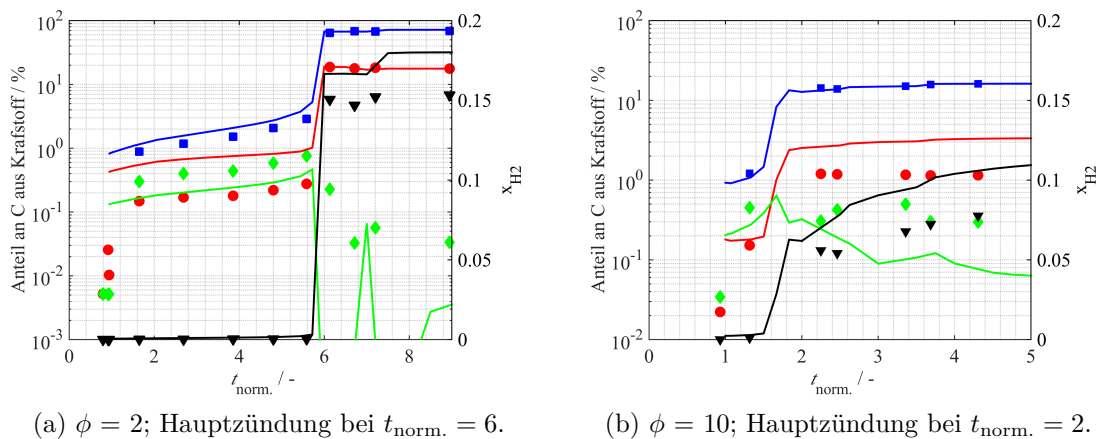 10² 0.2 10² 0.2
10¹ 0.15 10¹ 0.15
10⁰ 0.1 10⁰ 0.1
10⁻¹ 0.05 10⁻¹ 0.05
10⁻² 10⁻² 0
10⁻³ 0
Anteil an C aus Krafstoff / %
x_H2
Anteil an C aus Krafstoff / %
x_H2
0 2 4 6 8 0 1 2 3 4 5
t_norm. / - t_norm. / -
(a) ϕ = 2; Hauptzündung bei t_norm. = 6. (b) ϕ = 10; Hauptzündung bei t_norm. = 2.